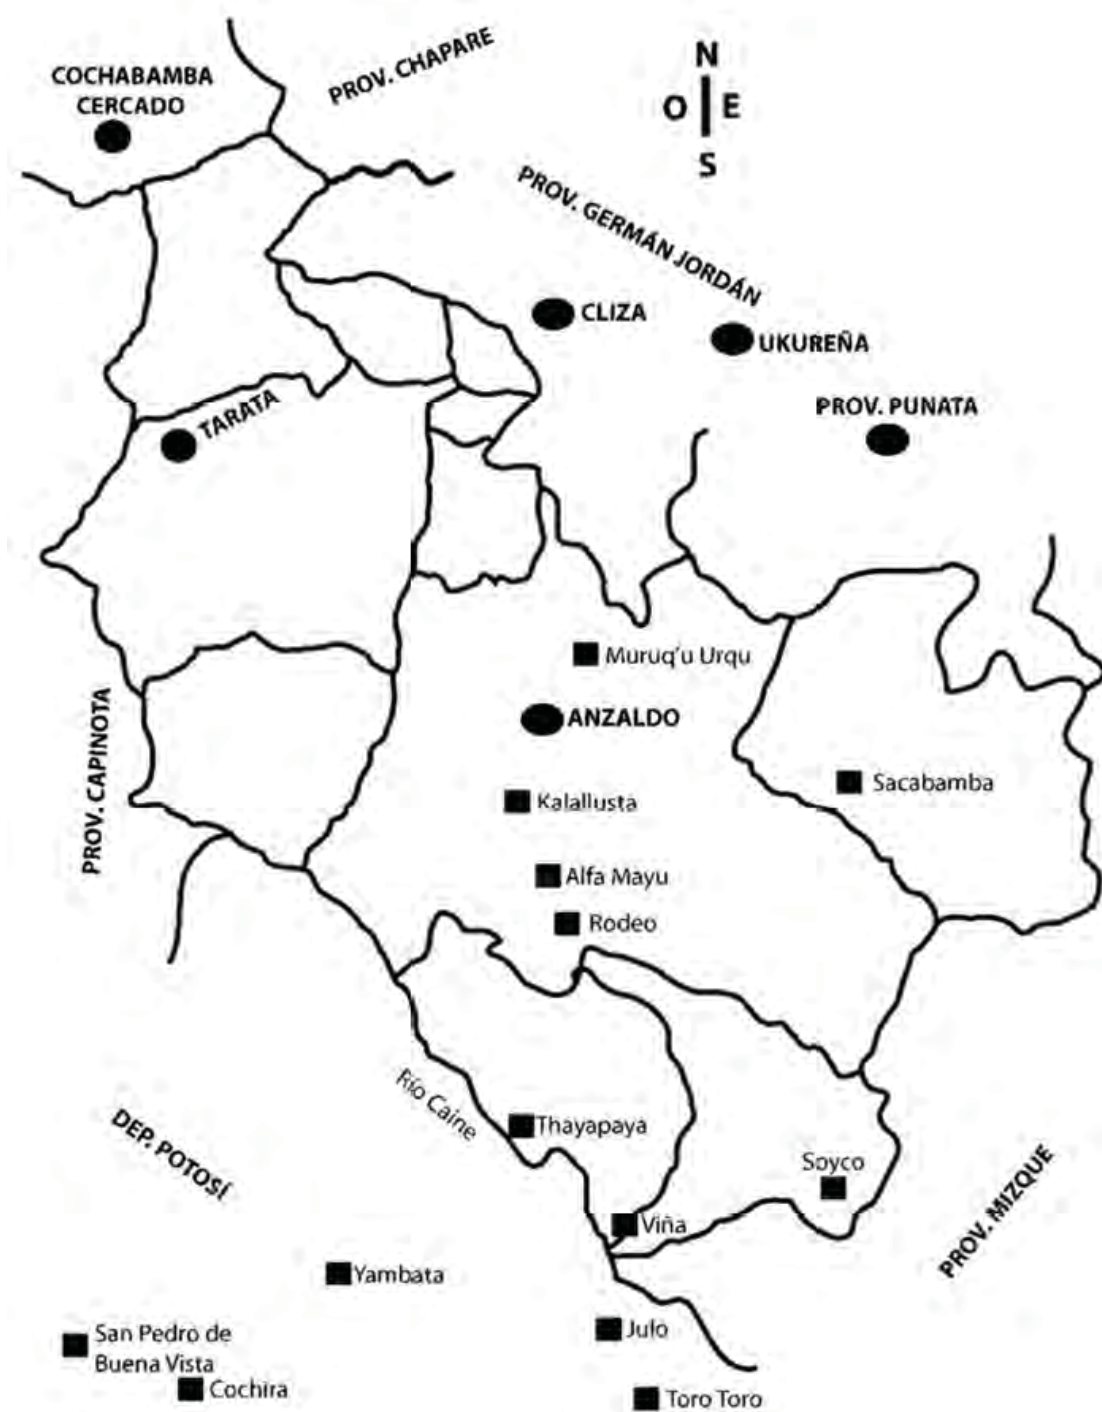 COCHABAMBA
CERCADO
PROV. CHAPARE
N
O E
S
PROV. GERMÁN JORDÁN
CLIZA
UKUREÑA
TARATA
PROV. PUNATA
Muruq'u Urqu
ANZALDO
PROV. CAPINOTA
Sacabamba
Kalallusta
Alfa Mayu
Rodeo
Río Caine
Thayapaya
DEP. POTOSÍ
Soyco
PROV. MIZQUE
Viña
Yambata
Julo
San Pedro de
Buena Vista
Cochira
Toro Toro